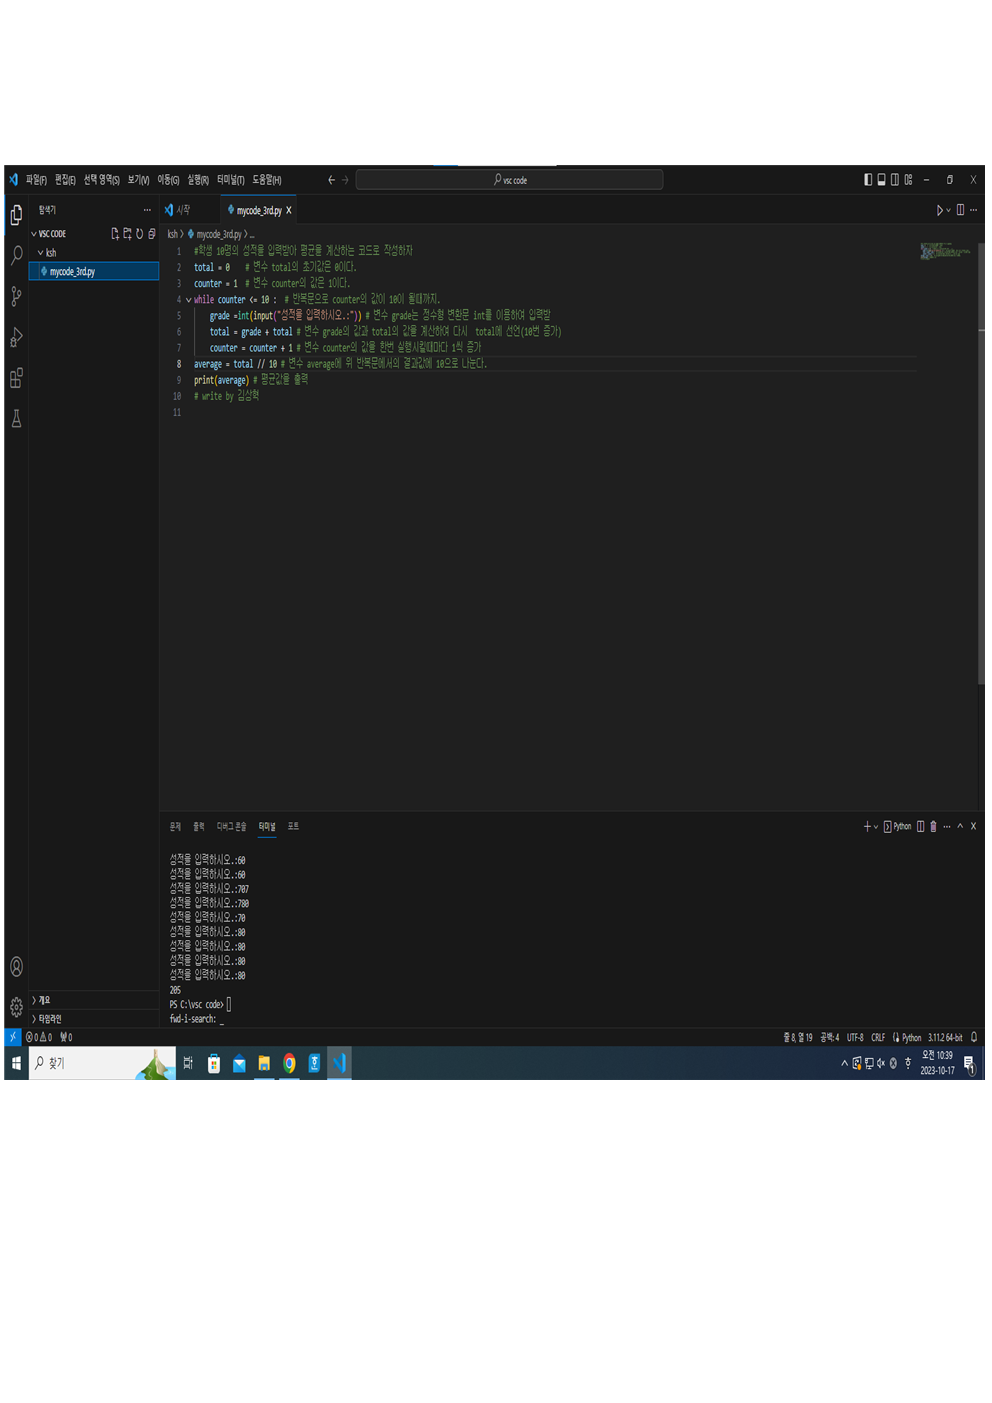 파일(F) 편집(E) 선택 영역(S) 보기(V) 이동(G) 실행(R) 터미널(T) 도움말(H) vsc code
탐색기
시작
mycode_3rd.py
VSC CODE
ksh
mycode_3rd.py
ksh > mycode_3rd.py > ...
1 #학생 10명의 성적을 입력받아 평균을 계산하는 코드로 작성하자
2 total = 0 # 변수 total의 초기값은 0이다.
3 counter = 1 # 변수 counter의 값은 1이다.
4 while counter <= 10 : # 반복문으로 counter의 값이 10이 될때까지.
5 grade =int(input("성적을 입력하시오.:")) # 변수 grade는 정수형 변환문 int를 이용하여 입력받
6 total = grade + total # 변수 grade의 값과 total의 값을 계산하여 다시 total에 선언(10번 증가)
7 counter = counter + 1 # 변수 counter의 값을 한번 실행시킬때마다 1씩 증가
8 average = total // 10 # 변수 average에 위 반복문에서의 결과값에 10으로 나눈다.
9 print(average) # 평균값을 출력
10 # write by 김상혁
11
문제 출력 디버그 콘솔 터미널 포트
Python
성적을 입력하시오.:60
성적을 입력하시오.:60
성적을 입력하시오.:707
성적을 입력하시오.:780
성적을 입력하시오.:70
성적을 입력하시오.:80
성적을 입력하시오.:80
성적을 입력하시오.:80
성적을 입력하시오.:80
205
PS C:\vsc code>
fwd-i-search: _
개요
타임라인
0 0 0 줄 8, 열 19 공백: 4 UTF-8 CRLF Python 3.11.2 64-bit
찾기
오전 10:39
2023-10-17
1